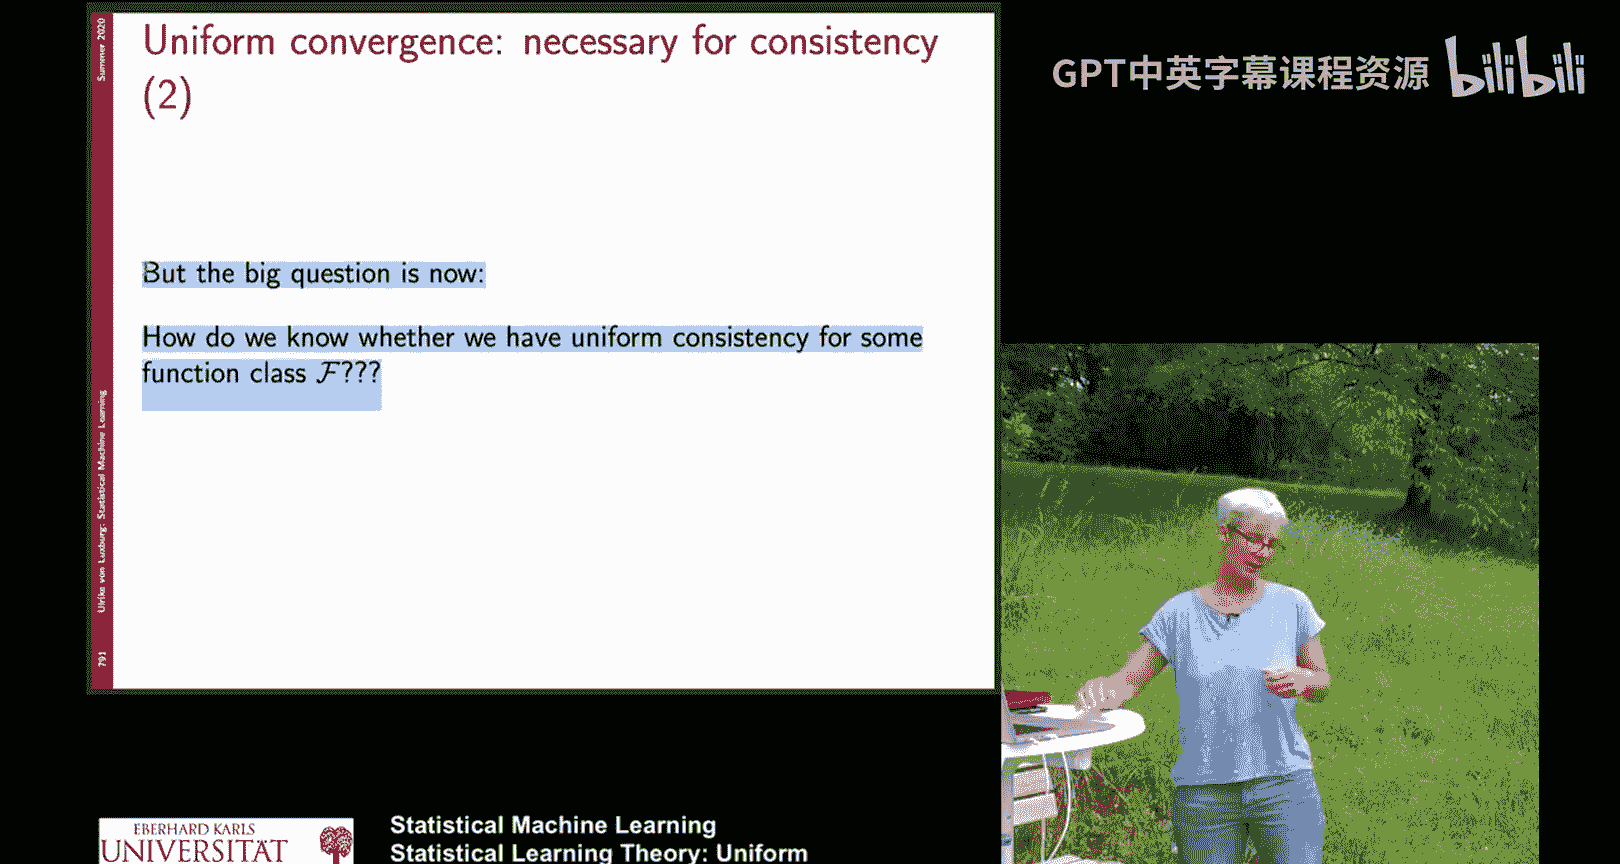 Uniform convergence: necessary for consistency
(2)
But the big question is now:
How do we know whether we have uniform consistency for some
function class ℱ???
Summer 2020
Ulrike von Luxburg: Statistical Machine Learning
791
GPT中英字幕课程资源 bilibili
EBERHARD KARLS
UNIVERSITÄT
Statistical Machine Learning
Statistical Learning Theory: Uniform